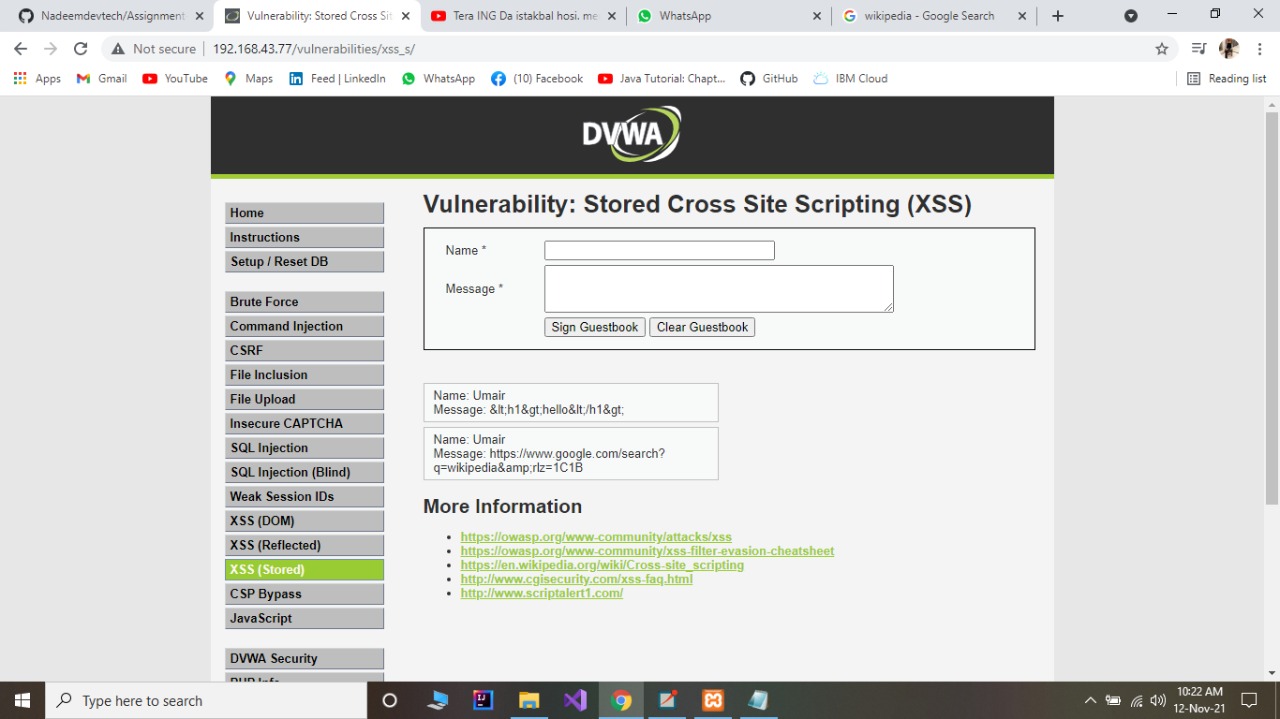 Nadeemdevtech/Assignment
Vulnerability: Stored Cross Sit
Tera ING Da istakbal hosi. me
WhatsApp
wikipedia - Google Search
Not secure
192.168.43.77/vulnerabilities/xss_s/
Apps
Gmail
YouTube
Maps
Feed | LinkedIn
WhatsApp
(10) Facebook
Java Tutorial: Chapt...
GitHub
IBM Cloud
Reading list
DVWA
Home
Instructions
Setup / Reset DB
Brute Force
Command Injection
CSRF
File Inclusion
File Upload
Insecure CAPTCHA
SQL Injection
SQL Injection (Blind)
Weak Session IDs
XSS (DOM)
XSS (Reflected)
XSS (Stored)
CSP Bypass
JavaScript
DVWA Security
PHP Info
Vulnerability: Stored Cross Site Scripting (XSS)
Name *
Message *
Sign Guestbook
Clear Guestbook
Name: Umair
Message: &lt;h1&gt;hello&lt;/h1&gt;
Name: Umair
Message: https://www.google.com/search?
q=wikipedia&amp;rlz=1C1B
More Information
https://owasp.org/www-community/attacks/xss
https://owasp.org/www-community/xss-filter-evasion-cheatsheet
https://en.wikipedia.org/wiki/Cross-site_scripting
http://www.cgisecurity.com/xss-faq.html
http://www.scriptalert1.com/
Type here to search
10:22 AM
12-Nov-21